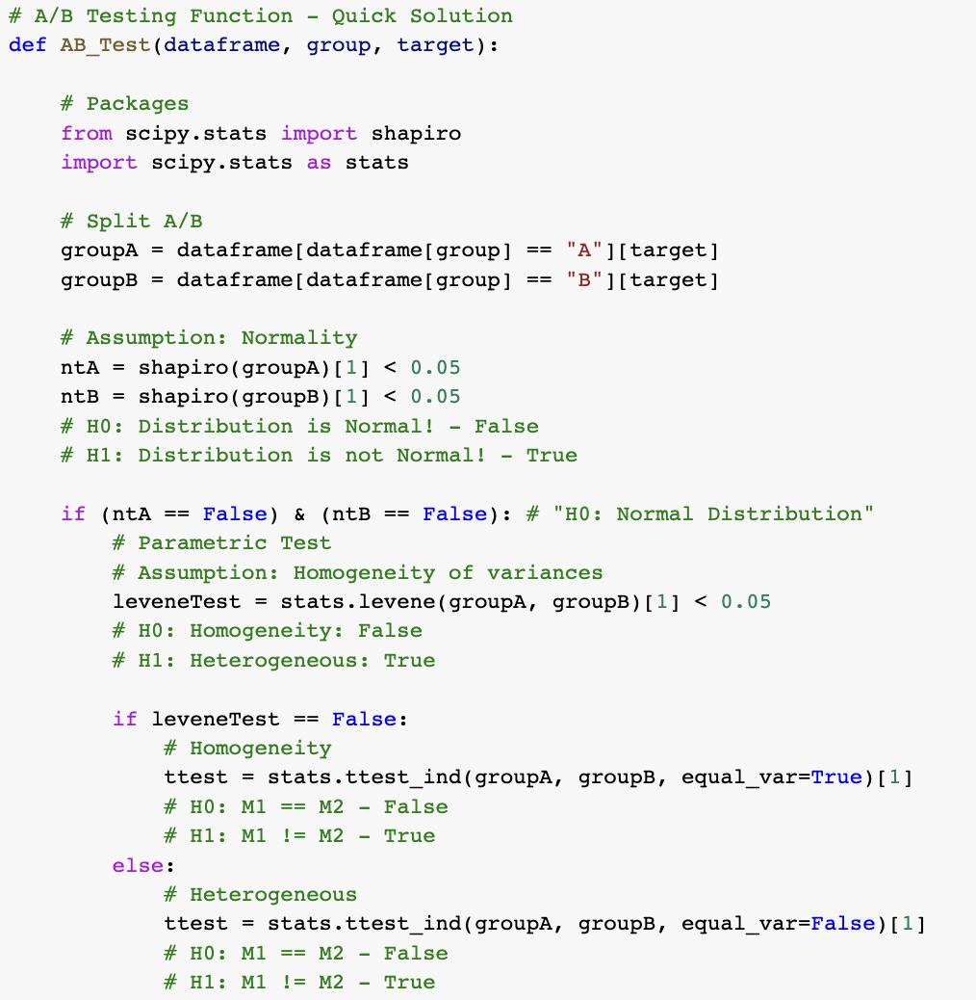 # A/B Testing Function - Quick Solution
def AB_Test(dataframe, group, target):

    # Packages
    from scipy.stats import shapiro
    import scipy.stats as stats

    # Split A/B
    groupA = dataframe[dataframe[group] == "A"][target]
    groupB = dataframe[dataframe[group] == "B"][target]

    # Assumption: Normality
    ntA = shapiro(groupA)[1] < 0.05
    ntB = shapiro(groupB)[1] < 0.05
    # H0: Distribution is Normal! - False
    # H1: Distribution is not Normal! - True

    if (ntA == False) & (ntB == False): # "H0: Normal Distribution"
        # Parametric Test
        # Assumption: Homogeneity of variances
        leveneTest = stats.levene(groupA, groupB)[1] < 0.05
        # H0: Homogeneity: False
        # H1: Heterogeneous: True

        if leveneTest == False:
            # Homogeneity
            ttest = stats.ttest_ind(groupA, groupB, equal_var=True)[1]
            # H0: M1 == M2 - False
            # H1: M1 != M2 - True
        else:
            # Heterogeneous
            ttest = stats.ttest_ind(groupA, groupB, equal_var=False)[1]
            # H0: M1 == M2 - False
            # H1: M1 != M2 - True